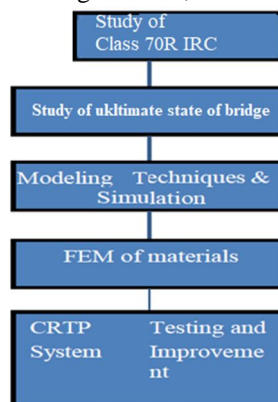 Study of
Class 70R IRC
Study of ukltimate state of bridge
Modeling Techniques &
Simulation
FEM of materials
CRTP Testing and
System Improveme
nt